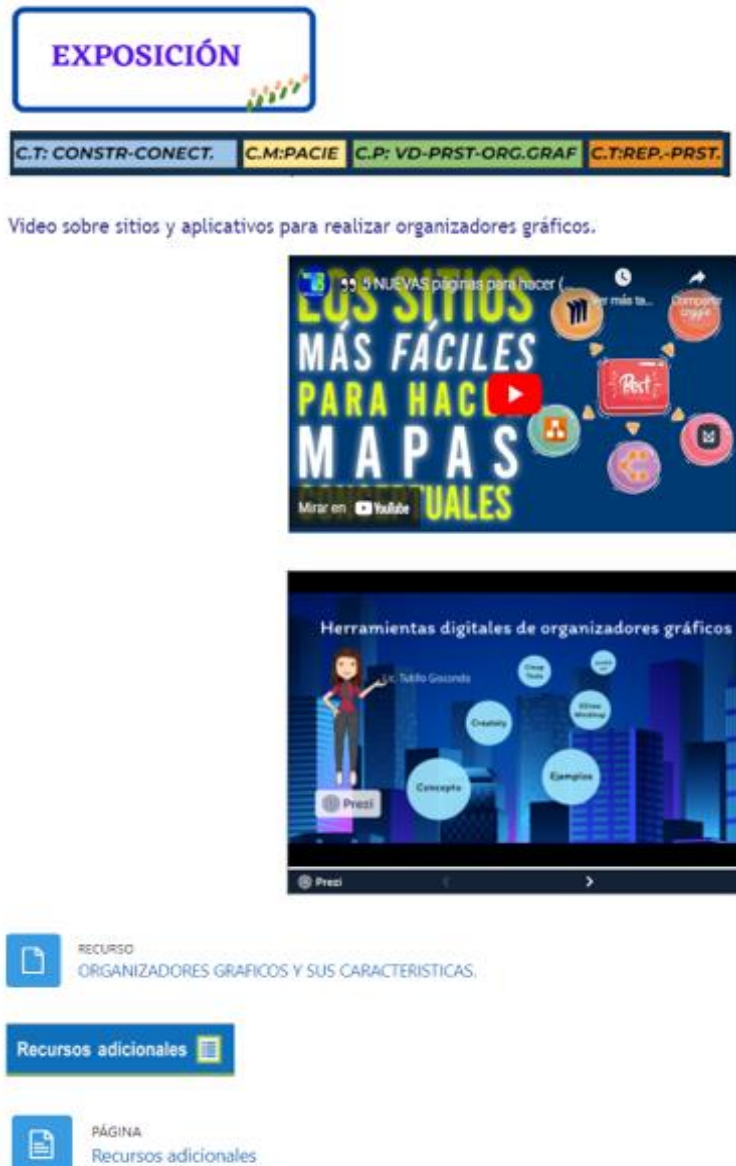 EXPOSICIÓN
C.T: CONSTR-CONECT. C.M:PACIE C.P: VD-PRST-ORG.GRAF C.T:REP.-PRST.
Video sobre sitios y aplicativos para realizar organizadores gráficos.
5 NUEVAS páginas para hacer (...
Ver más ta... Compartir
LOS SITIOS
MÁS FÁCILES
PARA HACER
MAPAS
CONCEPTUALES
Mirar en YouTube
Herramientas digitales de organizadores gráficos
Lic. Tutillo Gioconda
Creately
Ejemplos
Concepto
Prezi
Prezi
RECURSO
ORGANIZADORES GRAFICOS Y SUS CARACTERISTICAS.
Recursos adicionales
PÁGINA
Recursos adicionales